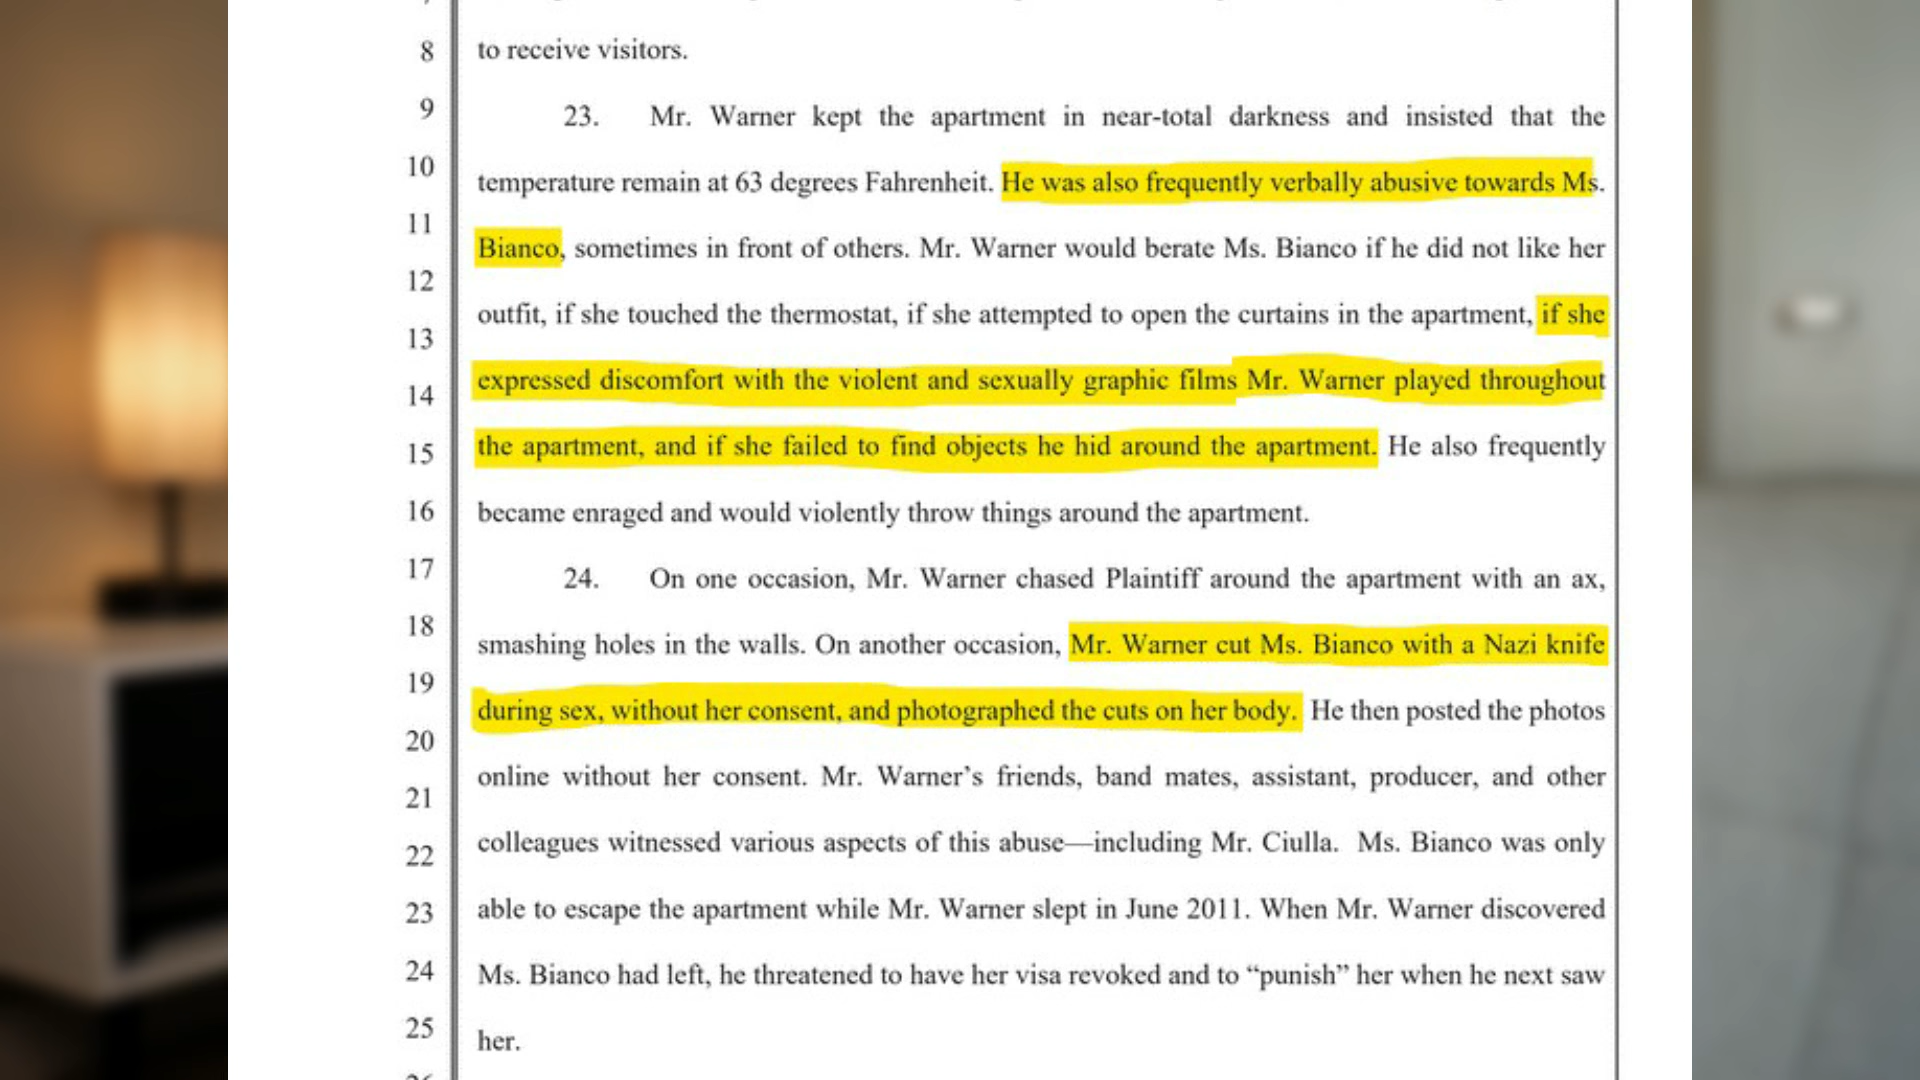 8 to receive visitors.
9 23. Mr. Warner kept the apartment in near-total darkness and insisted that the
10 temperature remain at 63 degrees Fahrenheit. He was also frequently verbally abusive towards Ms.
11 Bianco, sometimes in front of others. Mr. Warner would berate Ms. Bianco if he did not like her
12
outfit, if she touched the thermostat, if she attempted to open the curtains in the apartment, if she
13
14 expressed discomfort with the violent and sexually graphic films Mr. Warner played throughout
15 the apartment, and if she failed to find objects he hid around the apartment. He also frequently
16 became enraged and would violently throw things around the apartment.
17 24. On one occasion, Mr. Warner chased Plaintiff around the apartment with an ax,
18 smashing holes in the walls. On another occasion, Mr. Warner cut Ms. Bianco with a Nazi knife
19
during sex, without her consent, and photographed the cuts on her body. He then posted the photos
20
online without her consent. Mr. Warner’s friends, band mates, assistant, producer, and other
21
22 colleagues witnessed various aspects of this abuse—including Mr. Ciulla. Ms. Bianco was only
23 able to escape the apartment while Mr. Warner slept in June 2011. When Mr. Warner discovered
24 Ms. Bianco had left, he threatened to have her visa revoked and to “punish” her when he next saw
25 her.